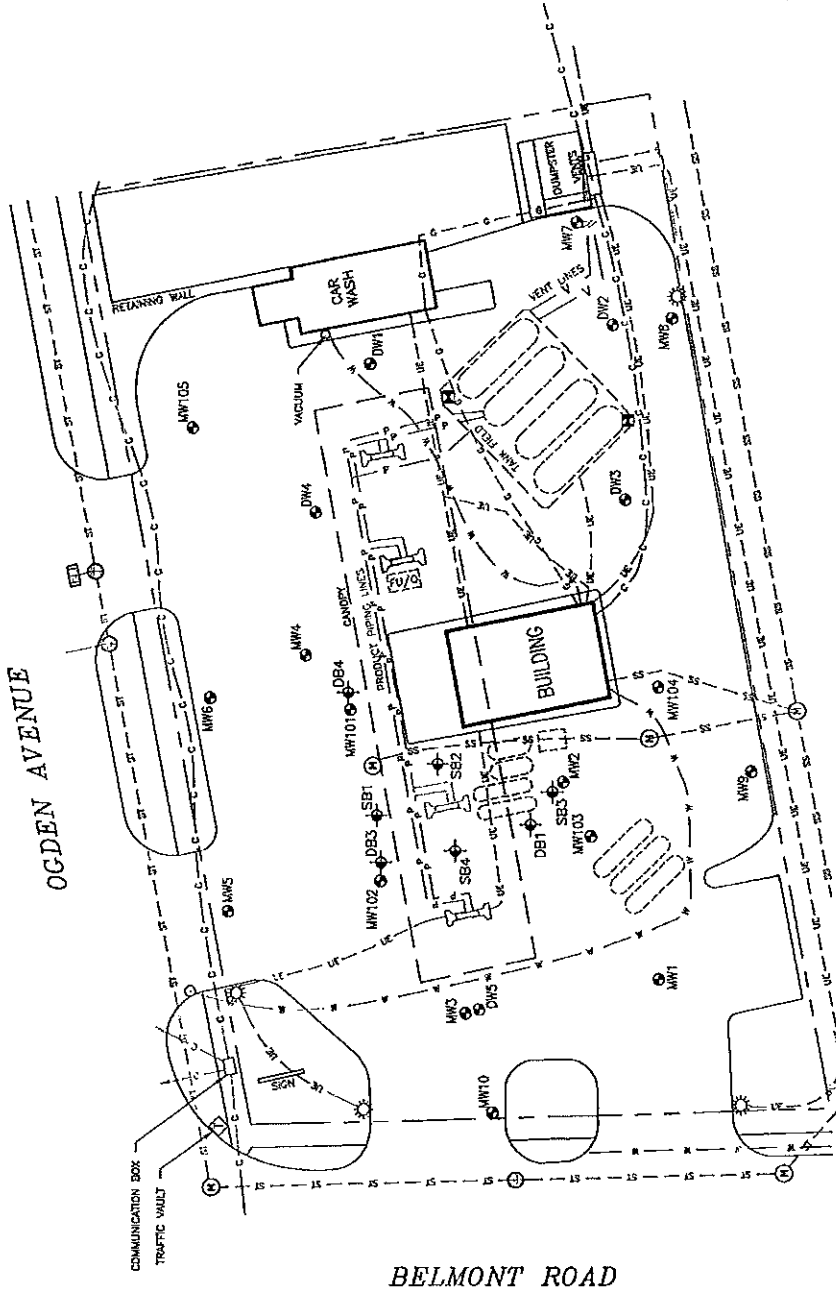 OGDEN AVENUE
BELMONT ROAD
COMMUNICATION BOX
TRAFFIC VAULT
SIGN
RETAINING WALL
CAR
WASH
VACUUM
DUMPSTER
VENTS
VENT LINES
TANK FIELD
CANOPY
PRODUCT PIPING LINES
BUILDING
MW105
DW1
DW4
MW4
MW6
DB4
MW101
SB1
SB2
DB3
MW102
SB4
MW5
MW3
DW5
MW10
MW1
MW103
DB1
SB3
MW2
MW9
MW104
DW3
DW2
MW8
MW7